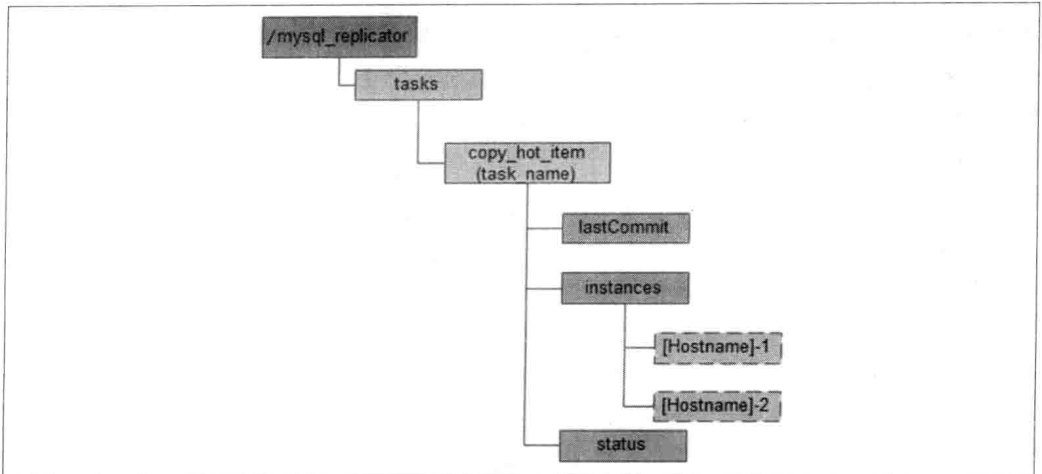 /mysql_replicator
tasks
copy_hot_item
(task_name)
lastCommit
instances
[Hostname]-1
[Hostname]-2
status